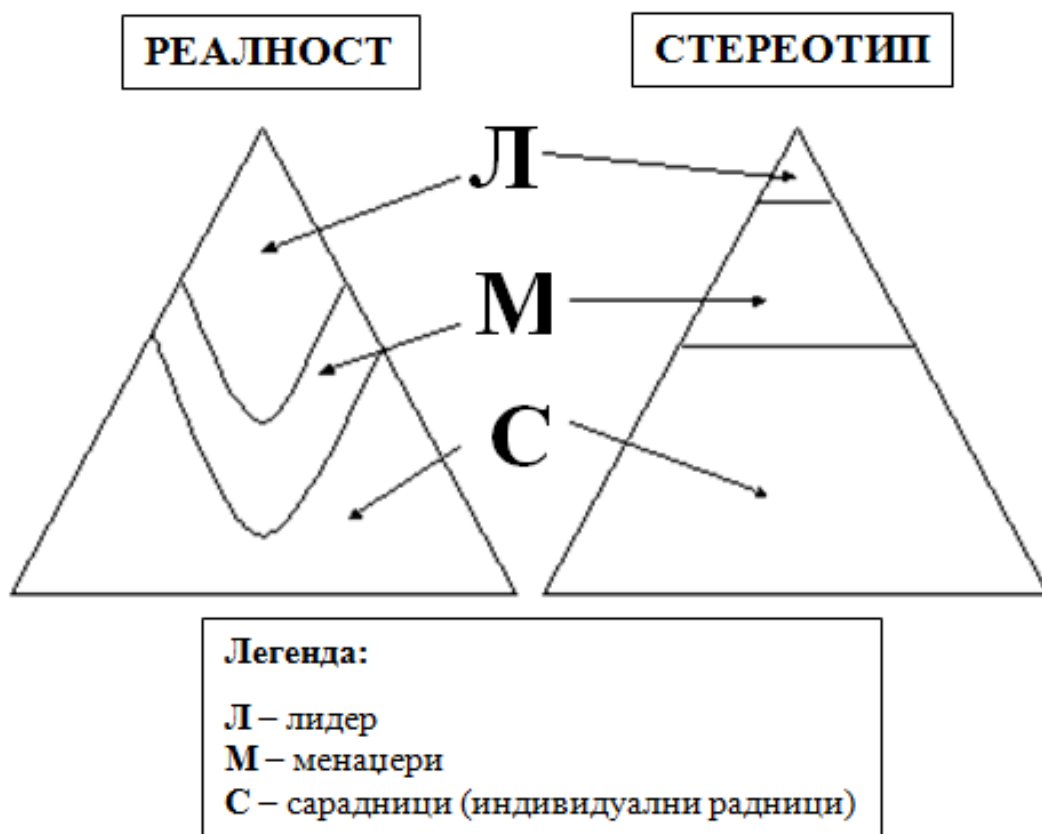 РЕАЛНОСТ
СТЕРЕОТИП
Л
М
С
Легенда:
Л – лидер
М – менаџери
С – сарадници (индивидуални радници)